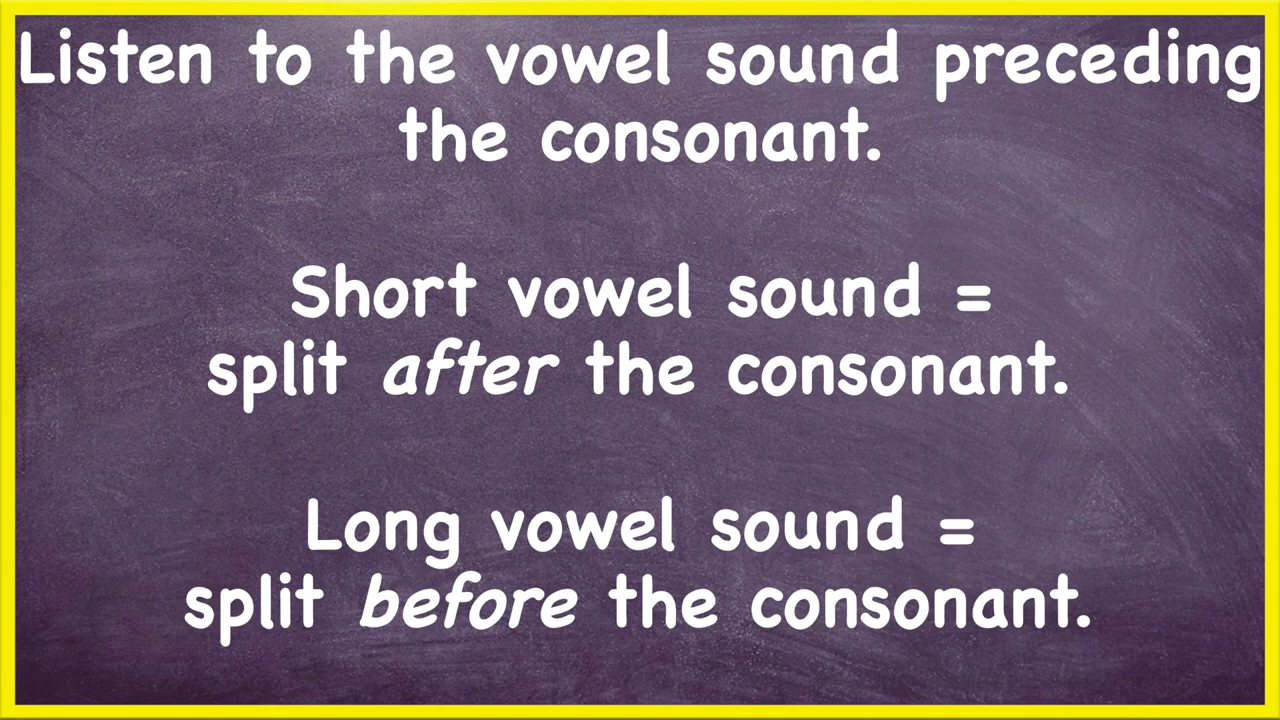 Listen to the vowel sound preceding
the consonant.
Short vowel sound =
split after the consonant.
Long vowel sound =
split before the consonant.